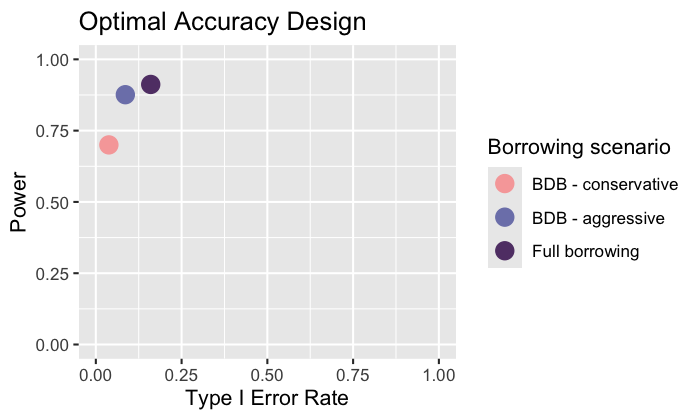 Optimal Accuracy Design
1.00
0.75
0.50
0.25
0.00
Power
0.00 0.25 0.50 0.75 1.00
Type I Error Rate
Borrowing scenario
BDB - conservative
BDB - aggressive
Full borrowing